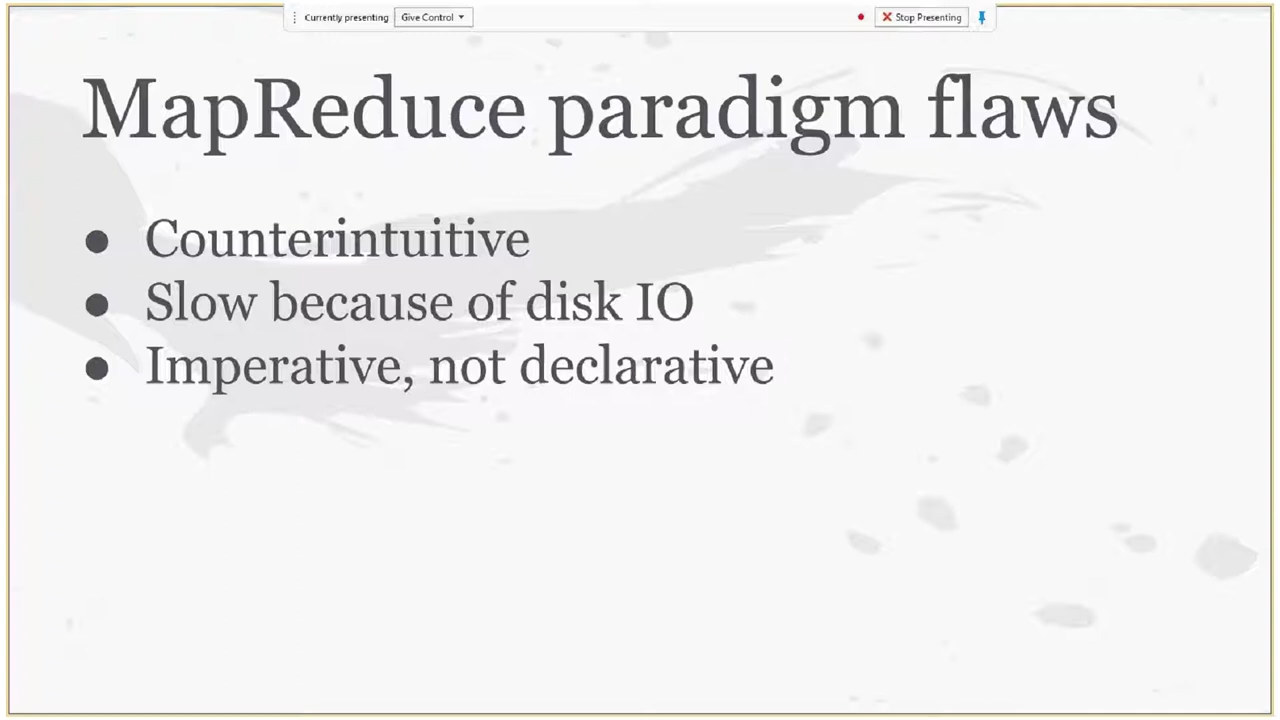 Currently presenting Give Control Stop Presenting
MapReduce paradigm flaws
● Counterintuitive
● Slow because of disk IO
● Imperative, not declarative